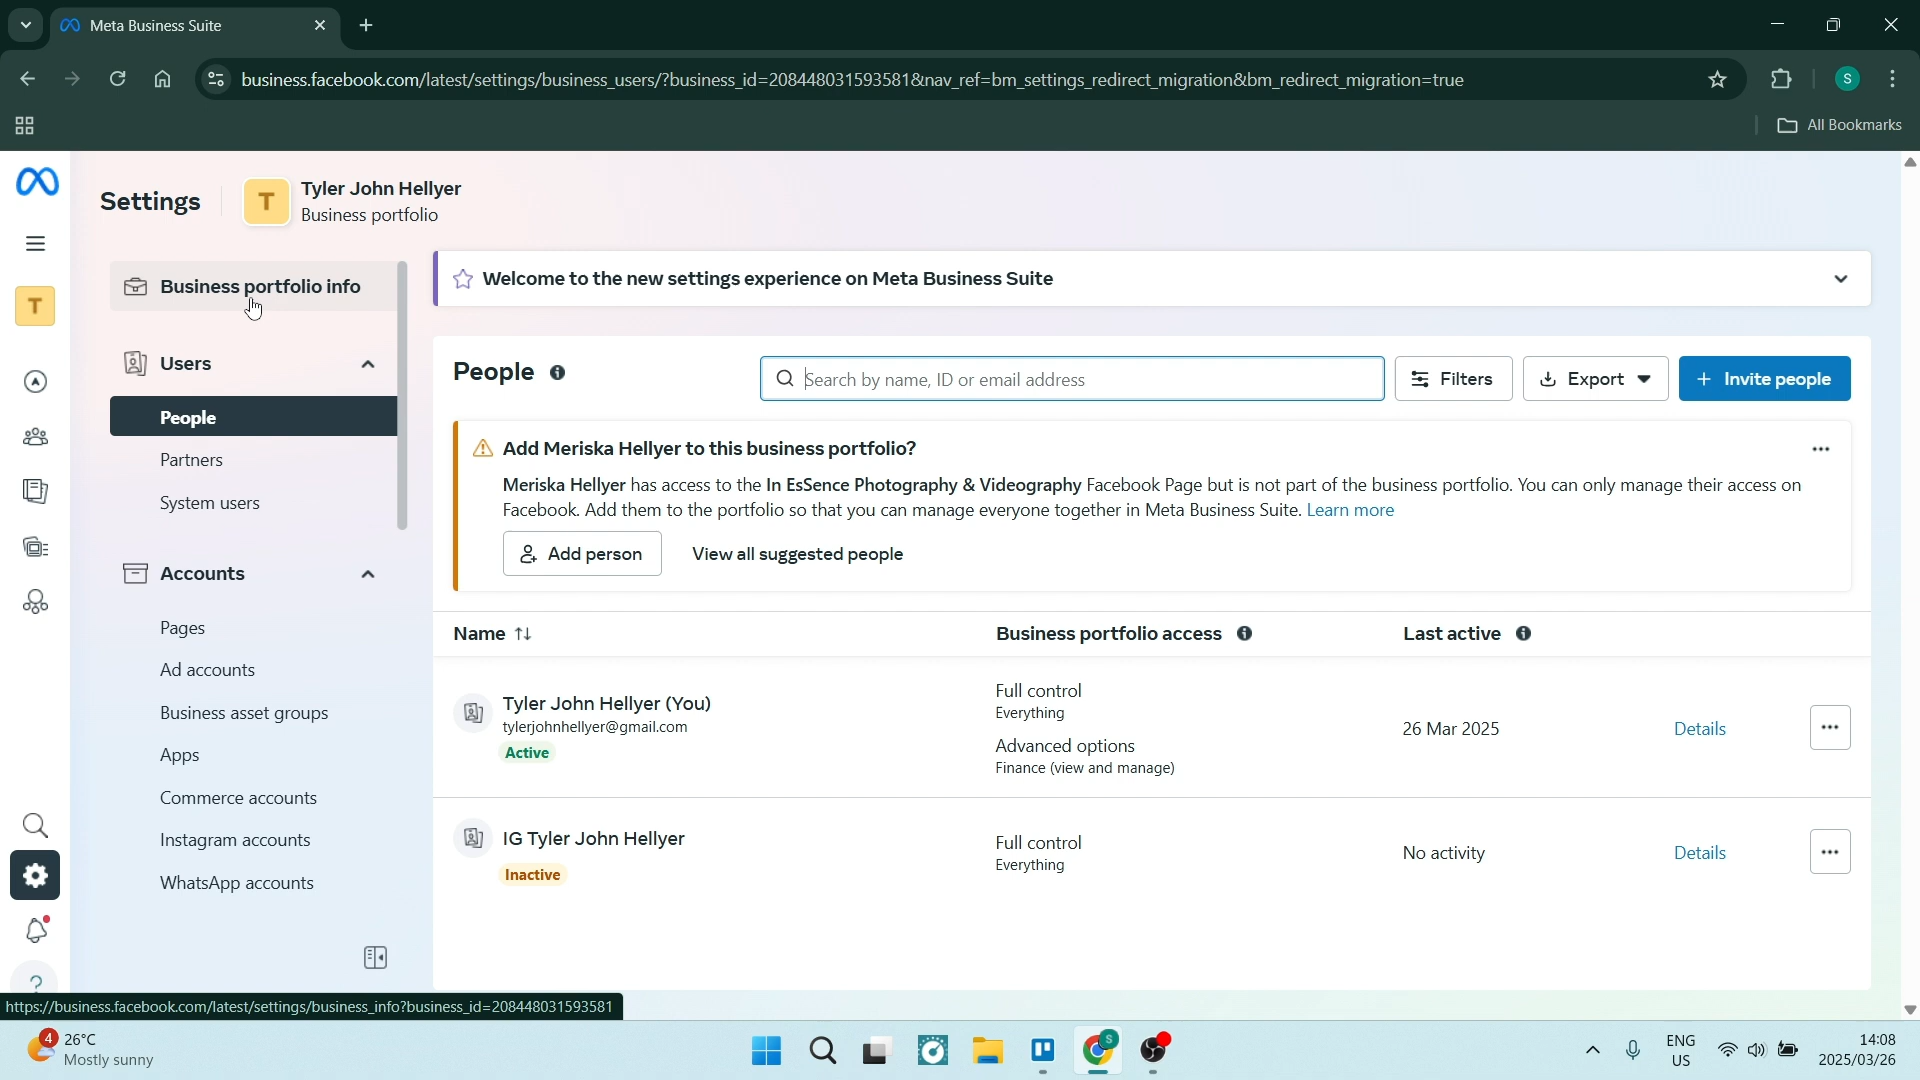 Meta Business Suite
business.facebook.com/latest/settings/business_users/?business_id=208448031593581&nav_ref=bm_settings_redirect_migration&bm_redirect_migration=true
S
All Bookmarks
Settings
T
Tyler John Hellyer
Business portfolio
T
Business portfolio info
Users
People
Partners
System users
Accounts
Pages
Ad accounts
Business asset groups
Apps
Commerce accounts
Instagram accounts
WhatsApp accounts
Welcome to the new settings experience on Meta Business Suite
People
Search by name, ID or email address
Filters
Export
+ Invite people
Add Meriska Hellyer to this business portfolio?
Meriska Hellyer has access to the In EsSence Photography & Videography Facebook Page but is not part of the business portfolio. You can only manage their access on
Facebook. Add them to the portfolio so that you can manage everyone together in Meta Business Suite. Learn more
Add person
View all suggested people
Name
Business portfolio access
Last active
Tyler John Hellyer (You)
tylerjohnhellyer@gmail.com
Active
Full control
Everything
Advanced options
Finance (view and manage)
26 Mar 2025
Details
IG Tyler John Hellyer
Inactive
Full control
Everything
No activity
Details
?
https://business.facebook.com/latest/settings/business_info?business_id=208448031593581
4
26°C
Mostly sunny
S
ENG
US
14:08
2025/03/26